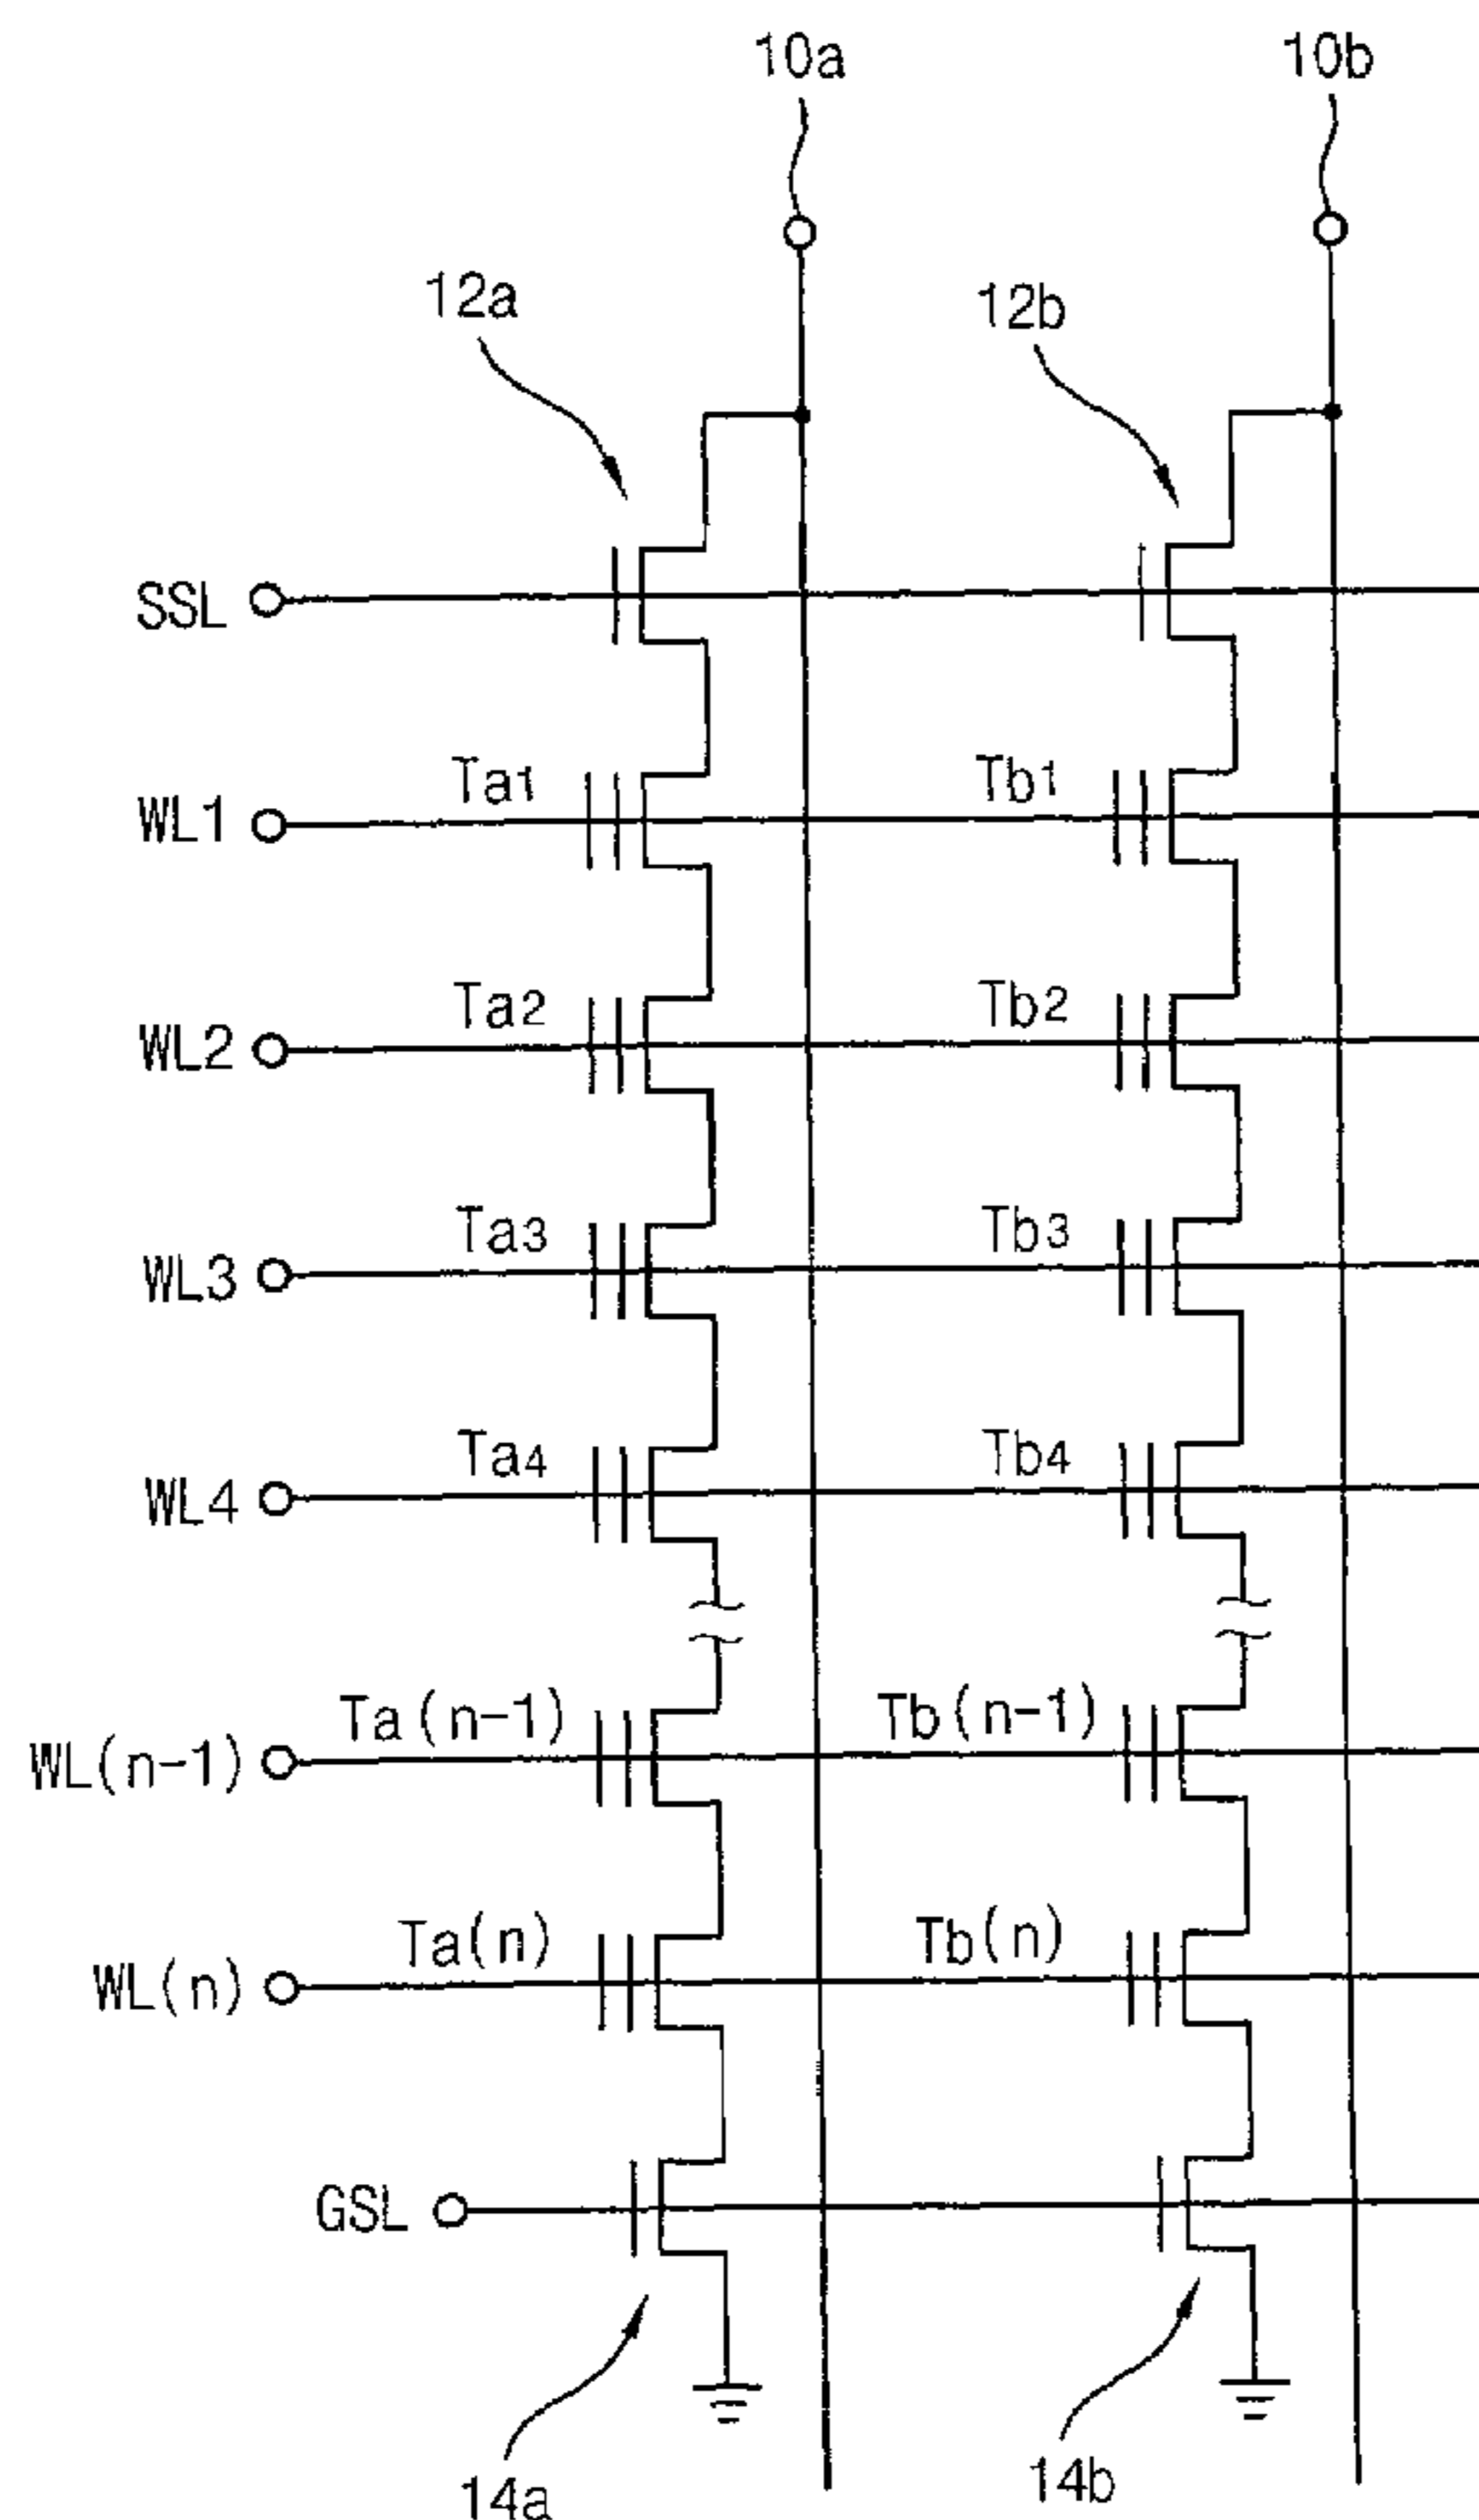 10a 10b
12a 12b
SSL
Ta1 Tb1
WL1
Ta2 Tb2
WL2
Ta3 Tb3
WL3
Ta4 Tb4
WL4
Ta(n-1) Tb(n-1)
WL(n-1)
Ta(n) Tb(n)
WL(n)
GSL
14a 14b